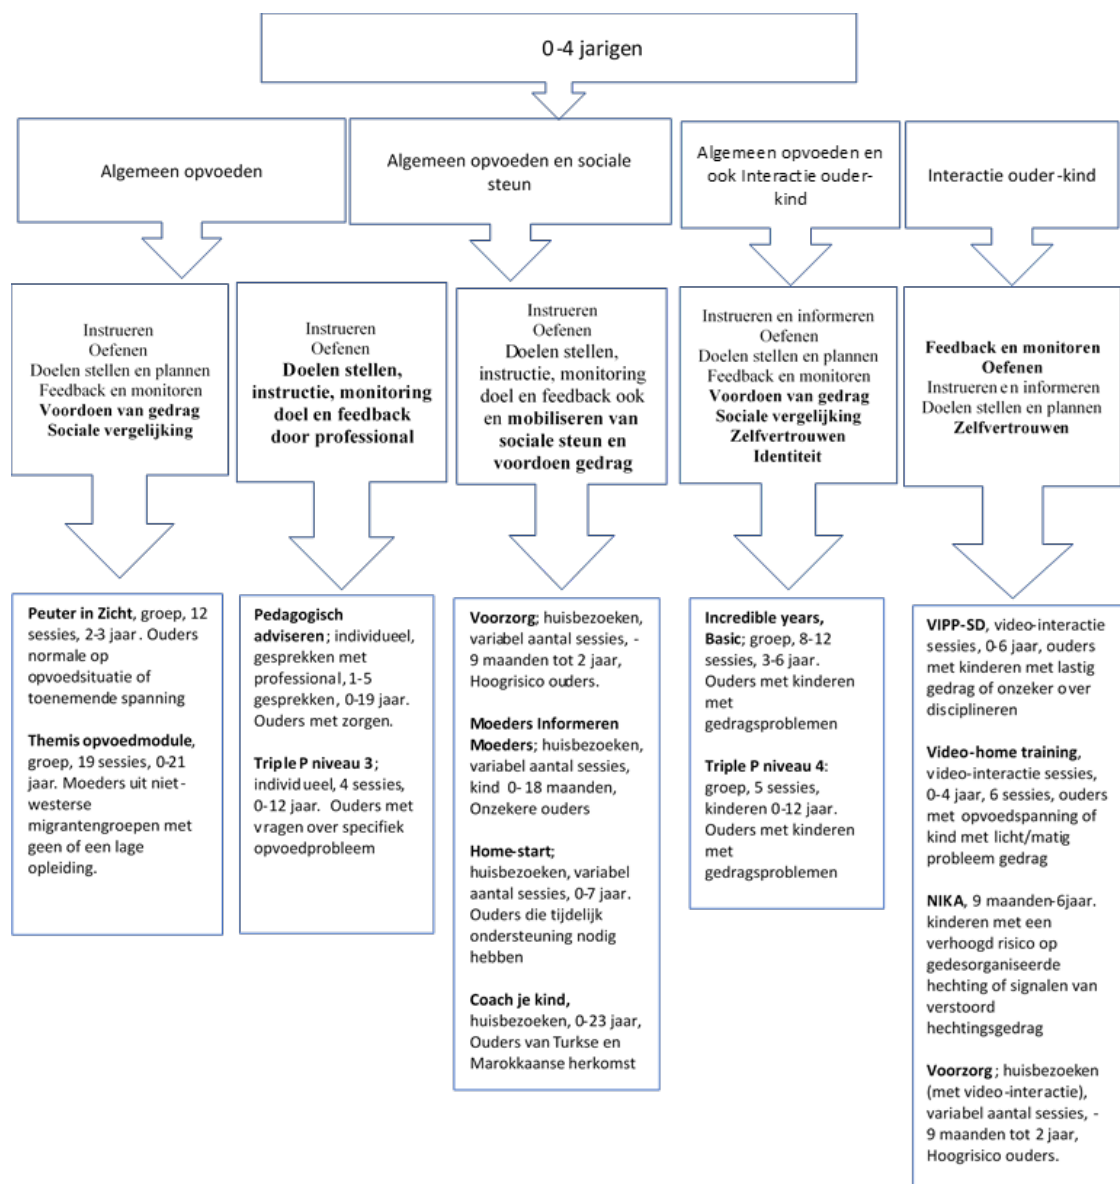 0-4 jarigen
Algemeen opvoeden
Algemeen opvoeden en sociale
steun
Algemeen opvoeden en
ook Interactie ouder-
kind
Interactie ouder-kind
Instrueren
Oefenen
Doelen stellen en plannen
Feedback en monitoren
Voordoen van gedrag
Sociale vergelijking
Instrueren
Oefenen
Doelen stellen,
instructie, monitoring
doel en feedback
door professional
Instrueren
Oefenen
Doelen stellen,
instructie, monitoring
doel en feedback ook
en mobiliseren van
sociale steun en
voordoen gedrag
Instrueren en informeren
Oefenen
Doelen stellen en plannen
Feedback en monitoren
Voordoen van gedrag
Sociale vergelijking
Zelfvertrouwen
Identiteit
Feedback en monitoren
Oefenen
Instrueren en informeren
Doelen stellen en plannen
Zelfvertrouwen
Peuter in Zicht, groep, 12
sessies, 2-3 jaar. Ouders
normale op
opvoedsituatie of
toenemende spanning
Themis opvoedmodule,
groep, 19 sessies, 0-21
jaar. Moeders uit niet-
westerse
migrantengroepen met
geen of een lage
opleiding.
Pedagogisch
adviseren; individueel,
gesprekken met
professional, 1-5
gesprekken, 0-19 jaar.
Ouders met zorgen.
Triple P niveau 3;
individueel, 4 sessies,
0-12 jaar. Ouders met
vragen over specifiek
opvoedprobleem
Voorzorg; huisbezoeken,
variabel aantal sessies, -
9 maanden tot 2 jaar,
Hoogrisico ouders.
Moeders Informeren
Moeders; huisbezoeken,
variabel aantal sessies,
kind 0- 18 maanden,
Onzekere ouders
Home-start;
huisbezoeken, variabel
aantal sessies, 0-7 jaar.
Ouders die tijdelijk
ondersteuning nodig
hebben
Coach je kind,
huisbezoeken, 0-23 jaar,
Ouders van Turkse en
Marokkaanse herkomst
Incredible years,
Basic; groep, 8-12
sessies, 3-6 jaar.
Ouders met kinderen
met
gedragsproblemen
Triple P niveau 4:
groep, 5 sessies,
kinderen 0-12 jaar.
Ouders met kinderen
met
gedragsproblemen
VIPP-SD, video-interactie
sessies, 0-6 jaar, ouders
met kinderen met lastig
gedrag of onzeker over
disciplineren
Video-home training,
video-interactie sessies,
0-4 jaar, 6 sessies, ouders
met opvoedspanning of
kind met licht/matig
probleem gedrag
NIKA, 9 maanden-6jaar.
kinderen met een
verhoogd risico op
gedesorganiseerde
hechting of signalen van
verstoord
hechtingsgedrag
Voorzorg; huisbezoeken
(met video-interactie),
variabel aantal sessies, -
9 maanden tot 2 jaar,
Hoogrisico ouders.